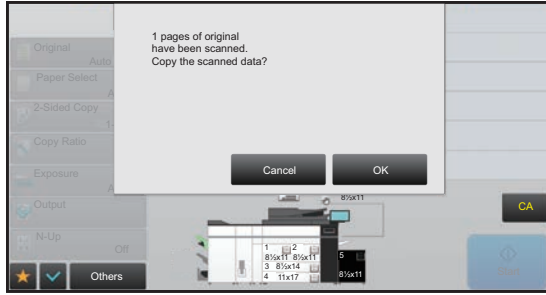 1 pages of original
have been scanned.
Copy the scanned data?
Cancel
OK
Original
Auto
Paper Select
A
2-Sided Copy
1-
Copy Ratio
Exposure
A
Output
N-Up
Off
Others
8½x11
CA
1 2
8½x11 8½x11
3 8½x14
4 11x17
5
8½x11
Start